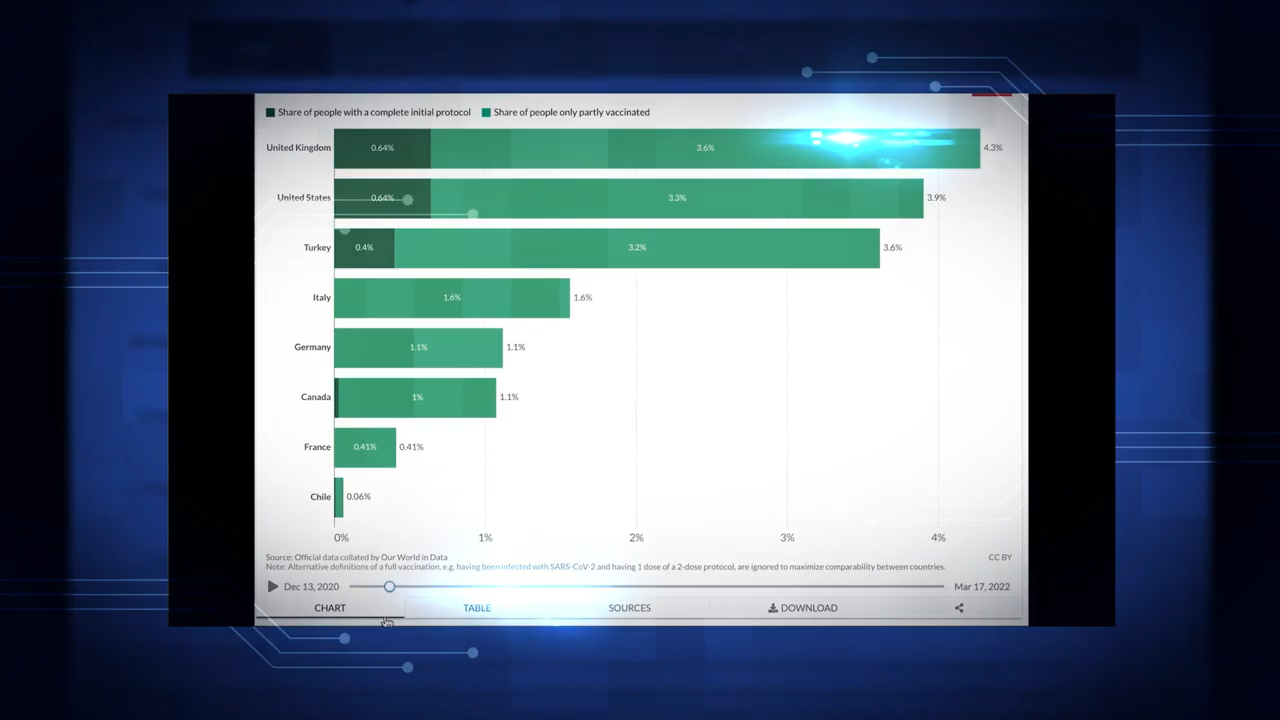 Share of people with a complete initial protocol Share of people only partly vaccinated
United Kingdom 0.64% 3.6% 4.3%
United States 0.64% 3.3% 3.9%
Turkey 0.4% 3.2% 3.6%
Italy 1.6% 1.6%
Germany 1.1% 1.1%
Canada 1% 1.1%
France 0.41% 0.41%
Chile 0.06%
0% 1% 2% 3% 4%
Source: Official data collated by Our World in Data CC BY
Note: Alternative definitions of a full vaccination, e.g. having been infected with SARS-CoV-2 and having 1 dose of a 2-dose protocol, are ignored to maximize comparability between countries.
Dec 13, 2020 Mar 17, 2022
CHART TABLE SOURCES DOWNLOAD